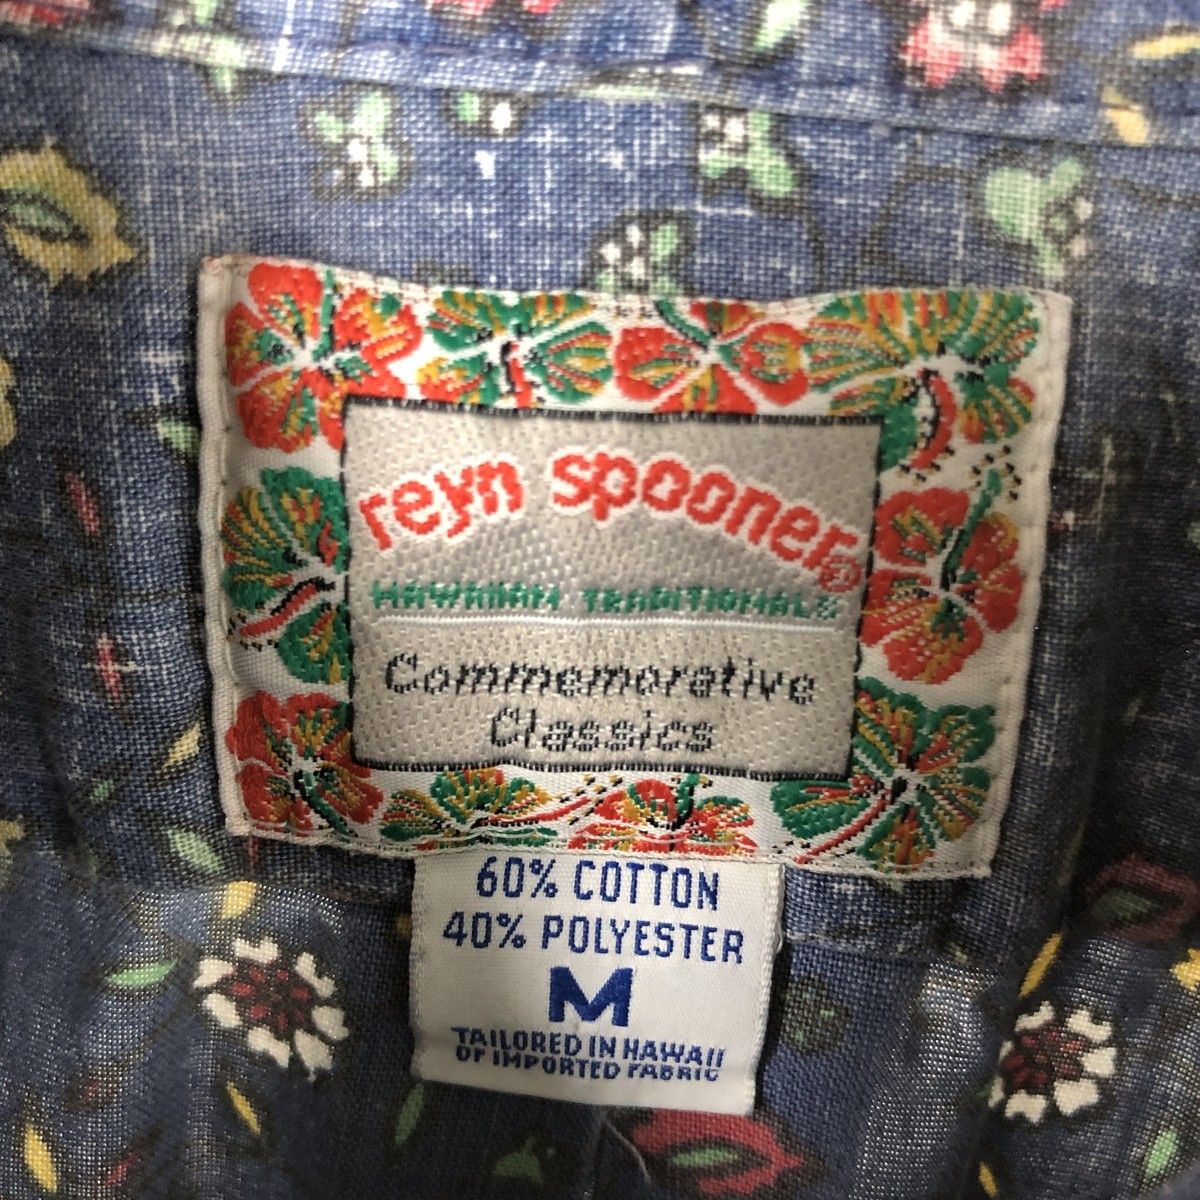 reyn spooner®
HAWAIIAN TRADITIONALS
Commemorative
Classics
60% COTTON
40% POLYESTER
M
TAILORED IN HAWAII
OF IMPORTED FABRIC